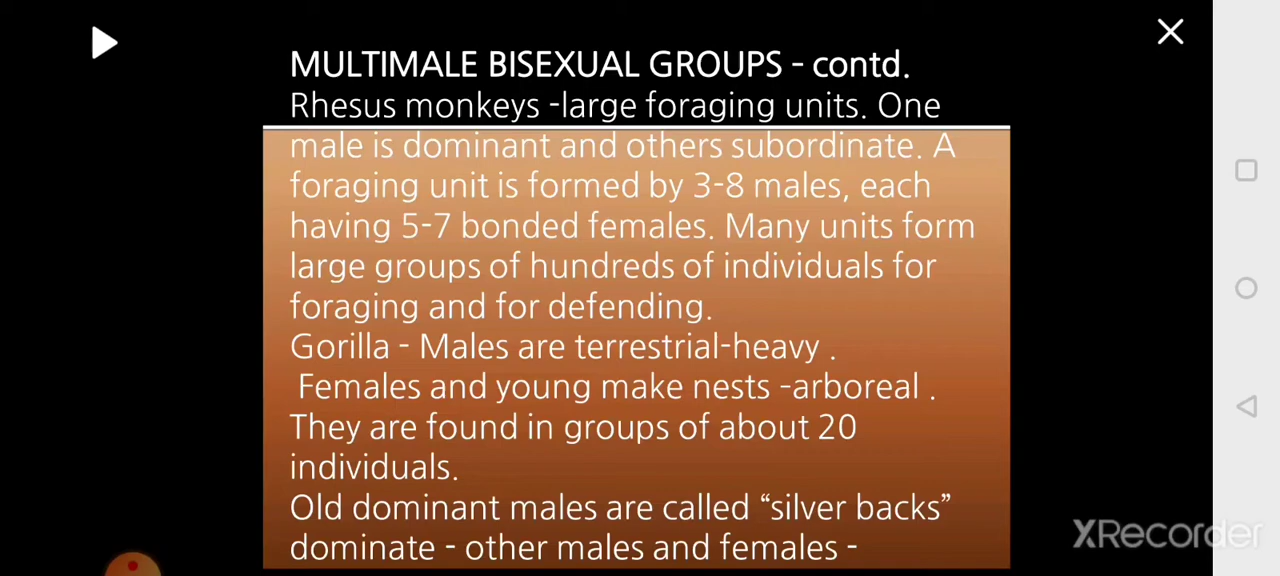 MULTIMALE BISEXUAL GROUPS - contd.
Rhesus monkeys -large foraging units. One
male is dominant and others subordinate. A
foraging unit is formed by 3-8 males, each
having 5-7 bonded females. Many units form
large groups of hundreds of individuals for
foraging and for defending.
Gorilla - Males are terrestrial-heavy .
Females and young make nests -arboreal .
They are found in groups of about 20
individuals.
Old dominant males are called “silver backs”
dominate - other males and females -
XRecorder